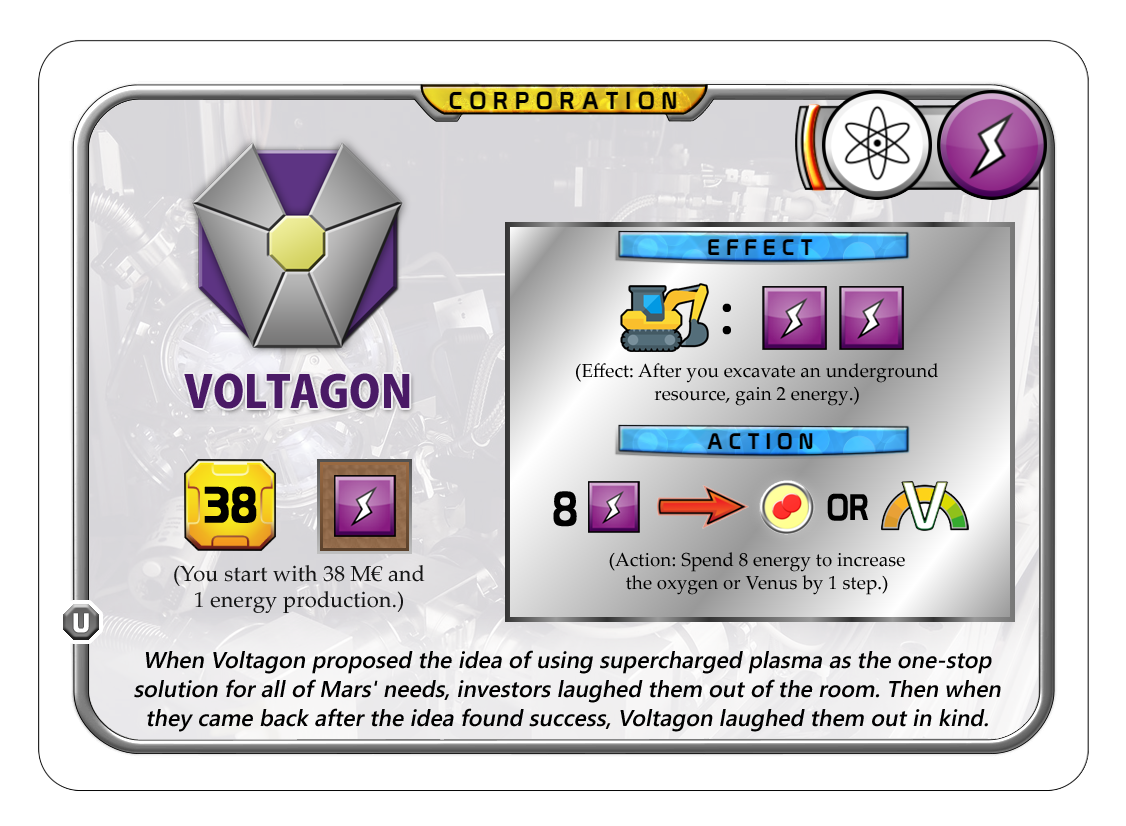 CORPORATION
VOLTAGON
38
(You start with 38 M€ and
1 energy production.)
EFFECT
:
(Effect: After you excavate an underground
resource, gain 2 energy.)
ACTION
8 OR V
(Action: Spend 8 energy to increase
the oxygen or Venus by 1 step.)
U
When Voltagon proposed the idea of using supercharged plasma as the one-stop
solution for all of Mars' needs, investors laughed them out of the room. Then when
they came back after the idea found success, Voltagon laughed them out in kind.